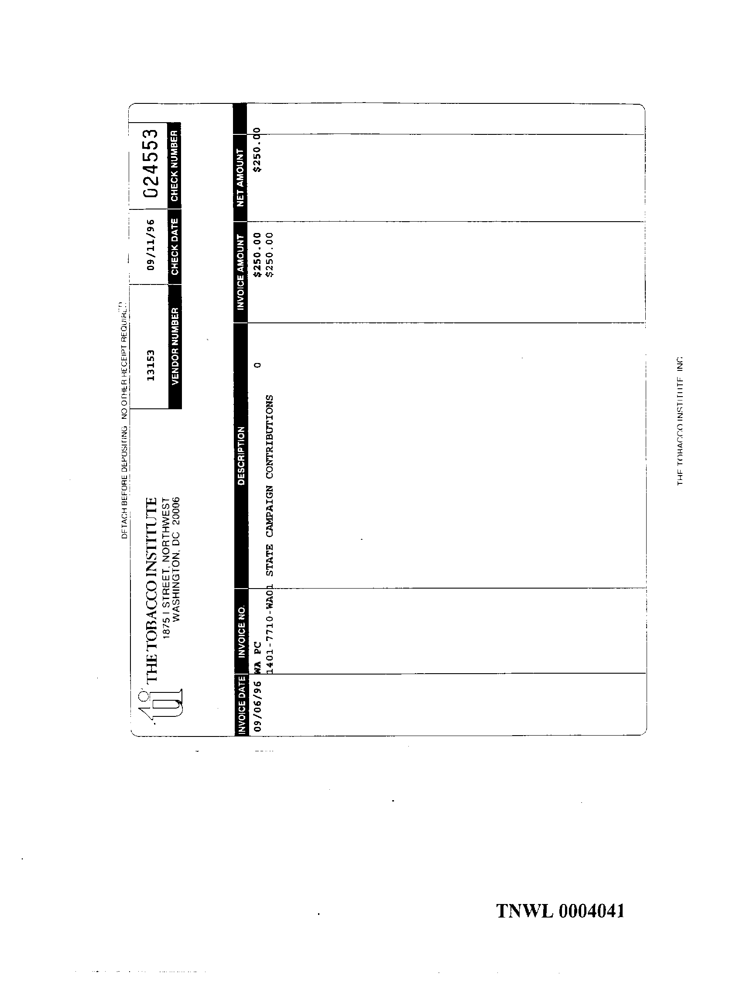 DETACH BEFORE DEPOSITING NO OTHER RECEIPT REQUIRED
THE TOBACCO INSTITUTE
1875 I STREET, NORTHWEST
WASHINGTON, DC 20006
13153 09/11/96 024553
VENDOR NUMBER CHECK DATE CHECK NUMBER
INVOICE DATE INVOICE NO. DESCRIPTION INVOICE AMOUNT NET AMOUNT
09/06/96 WA PC 0 $250.00 $250.00
1401-7710-WA01 STATE CAMPAIGN CONTRIBUTIONS $250.00
THE TOBACCO INSTITUTE INC
TNWL 0004041